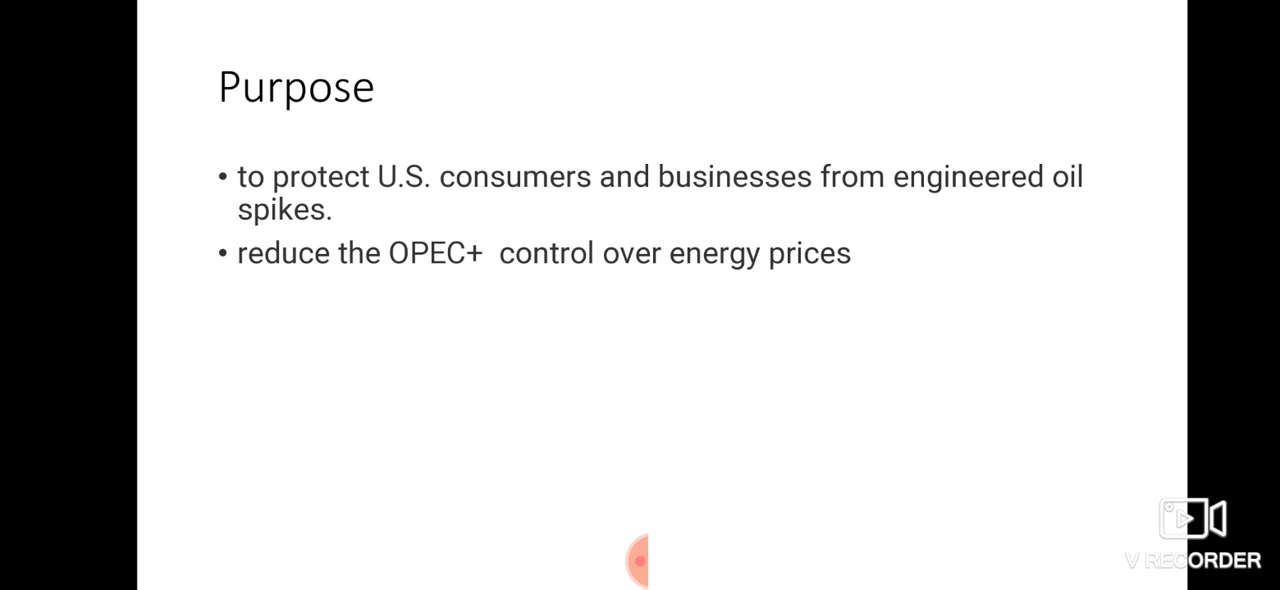 Purpose
• to protect U.S. consumers and businesses from engineered oil
spikes.
• reduce the OPEC+  control over energy prices
V RECORDER